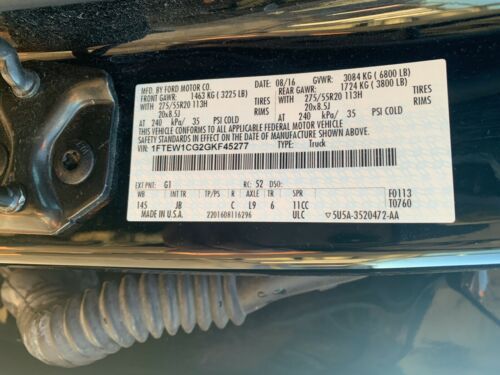 MFD. BY FORD MOTOR CO.
DATE: 08/16 GVWR: 3084 KG ( 6800 LB)
FRONT GAWR: 1463 KG ( 3225 LB)
REAR GAWR: 1724 KG ( 3800 LB)
WITH 275/55R20 113H TIRES WITH 275/55R20 113H TIRES
20x8.5J RIMS 20x8.5J RIMS
AT 240 kPa/ 35 PSI COLD AT 240 kPa/ 35 PSI COLD
THIS VEHICLE CONFORMS TO ALL APPLICABLE FEDERAL MOTOR VEHICLE
SAFETY STANDARDS IN EFFECT ON THE DATE OF MANUFACTURE SHOWN ABOVE.
VIN: 1FTEW1CG2GKF45277 TYPE: Truck
EXT PNT: G1 RC: 52 DSO: F0113
WB BRK INT TR TP/PS R AXLE TR SPR T0760
145 JB C L9 6 11CC
MADE IN U.S.A. 2201608116296 ULC ▽5U5A-3520472-AA